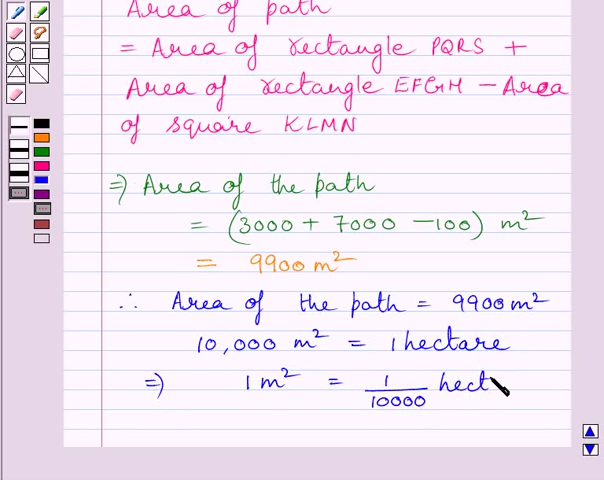 Area of path
= Area of rectangle PQRS +
Area of rectangle EFGH - Area
of square KLMN
⇒ Area of the path
= (3000 + 7000 - 100) m²
= 9900 m²
∴ Area of the path = 9900 m²
10,000 m² = 1 hectare
⇒ 1 m² = 1/10000 hect